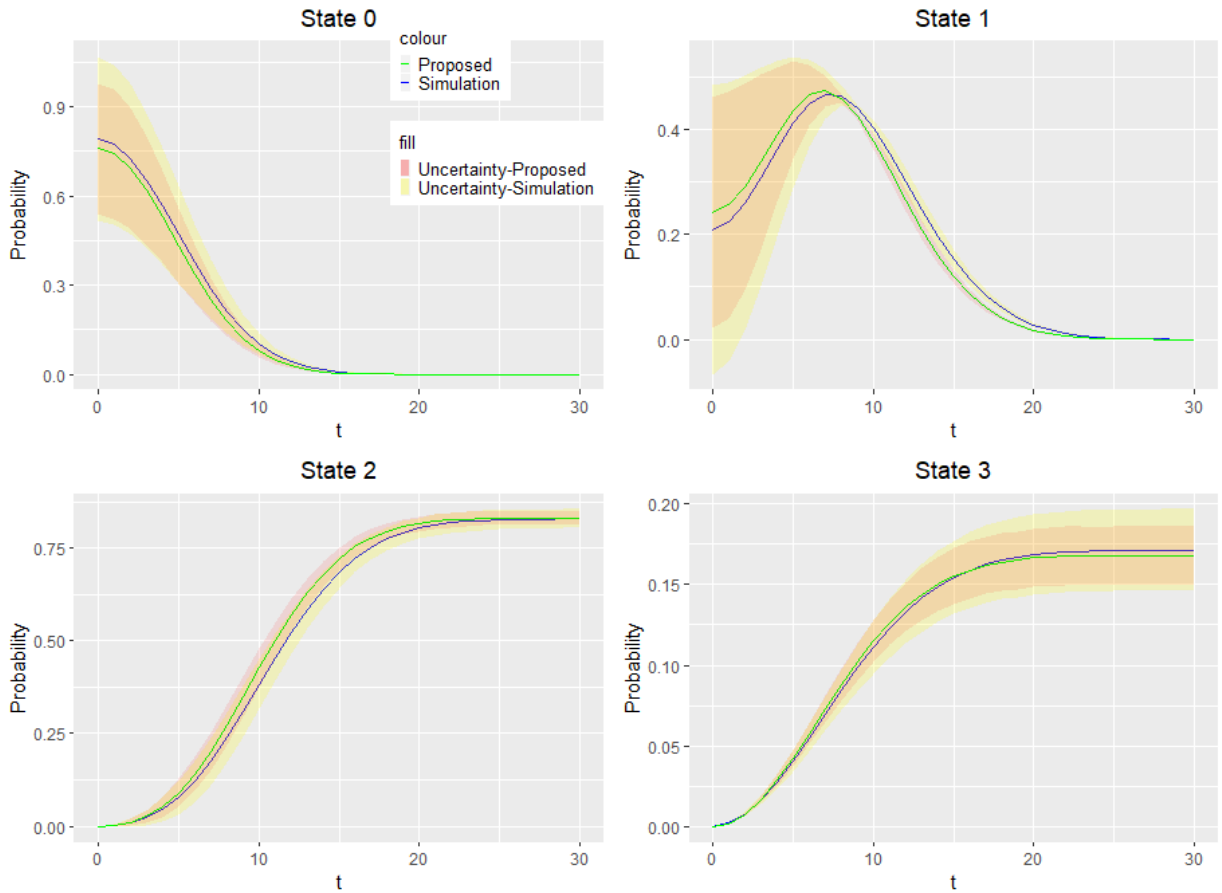 State 0
colour
Proposed
Simulation
fill
Uncertainty-Proposed
Uncertainty-Simulation
Probability
0.9
0.6
0.3
0.0
0
10
20
30
t
State 1
Probability
0.4
0.2
0.0
0
10
20
30
t
State 2
Probability
0.75
0.50
0.25
0.00
0
10
20
30
t
State 3
Probability
0.20
0.15
0.10
0.05
0.00
0
10
20
30
t